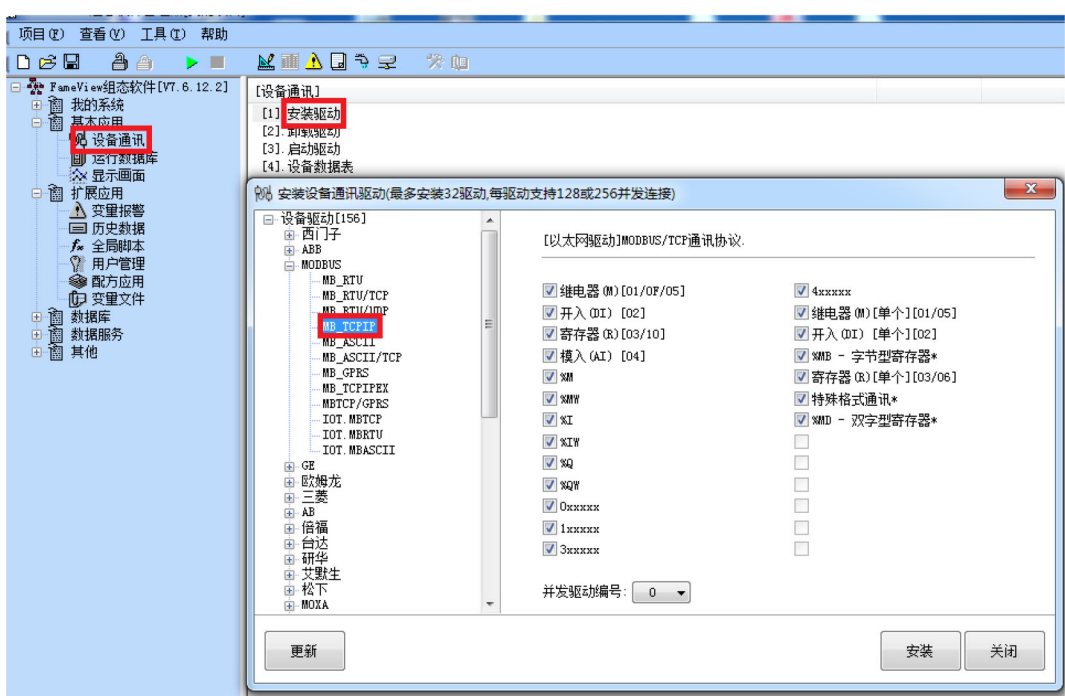 项目(F) 查看(V) 工具(T) 帮助
FameView组态软件[V7.6.12.2]
我的系统
基本应用
设备通讯
运行数据库
显示画面
扩展应用
变量报警
历史数据
全局脚本
用户管理
配方应用
变量文件
数据库
数据服务
其他
[设备通讯]
[1] 安装驱动
[2]. 卸载驱动
[3]. 启动驱动
[4]. 设备数据表
安装设备通讯驱动(最多安装32驱动,每驱动支持128或256并发连接)
设备驱动[156]
西门子
ABB
MODBUS
MB_RTU
MB_RTU/TCP
MB_RTU/UDP
MB_TCPIP
MB_ASCII
MB_ASCII/TCP
MB_GPRS
MB_TCPIPEX
MBTCP/GPRS
IOT.MBTCP
IOT.MBRTU
IOT.MBASCII
GE
欧姆龙
三菱
AB
倍福
台达
研华
艾默生
松下
MOXA
[以太网驱动]MODBUS/TCP通讯协议.
继电器(M)[01/0F/05]
开入(DI) [02]
寄存器(R)[03/10]
模入(AI) [04]
%M
%MW
%I
%IW
%Q
%QW
0xxxxx
1xxxxx
3xxxxx
4xxxxx
继电器(M)[单个][01/05]
开入(DI) [单个][02]
%MB - 字节型寄存器*
寄存器(R)[单个][03/06]
特殊格式通讯*
%MD - 双字型寄存器*
并发驱动编号: 0
更新
安装
关闭